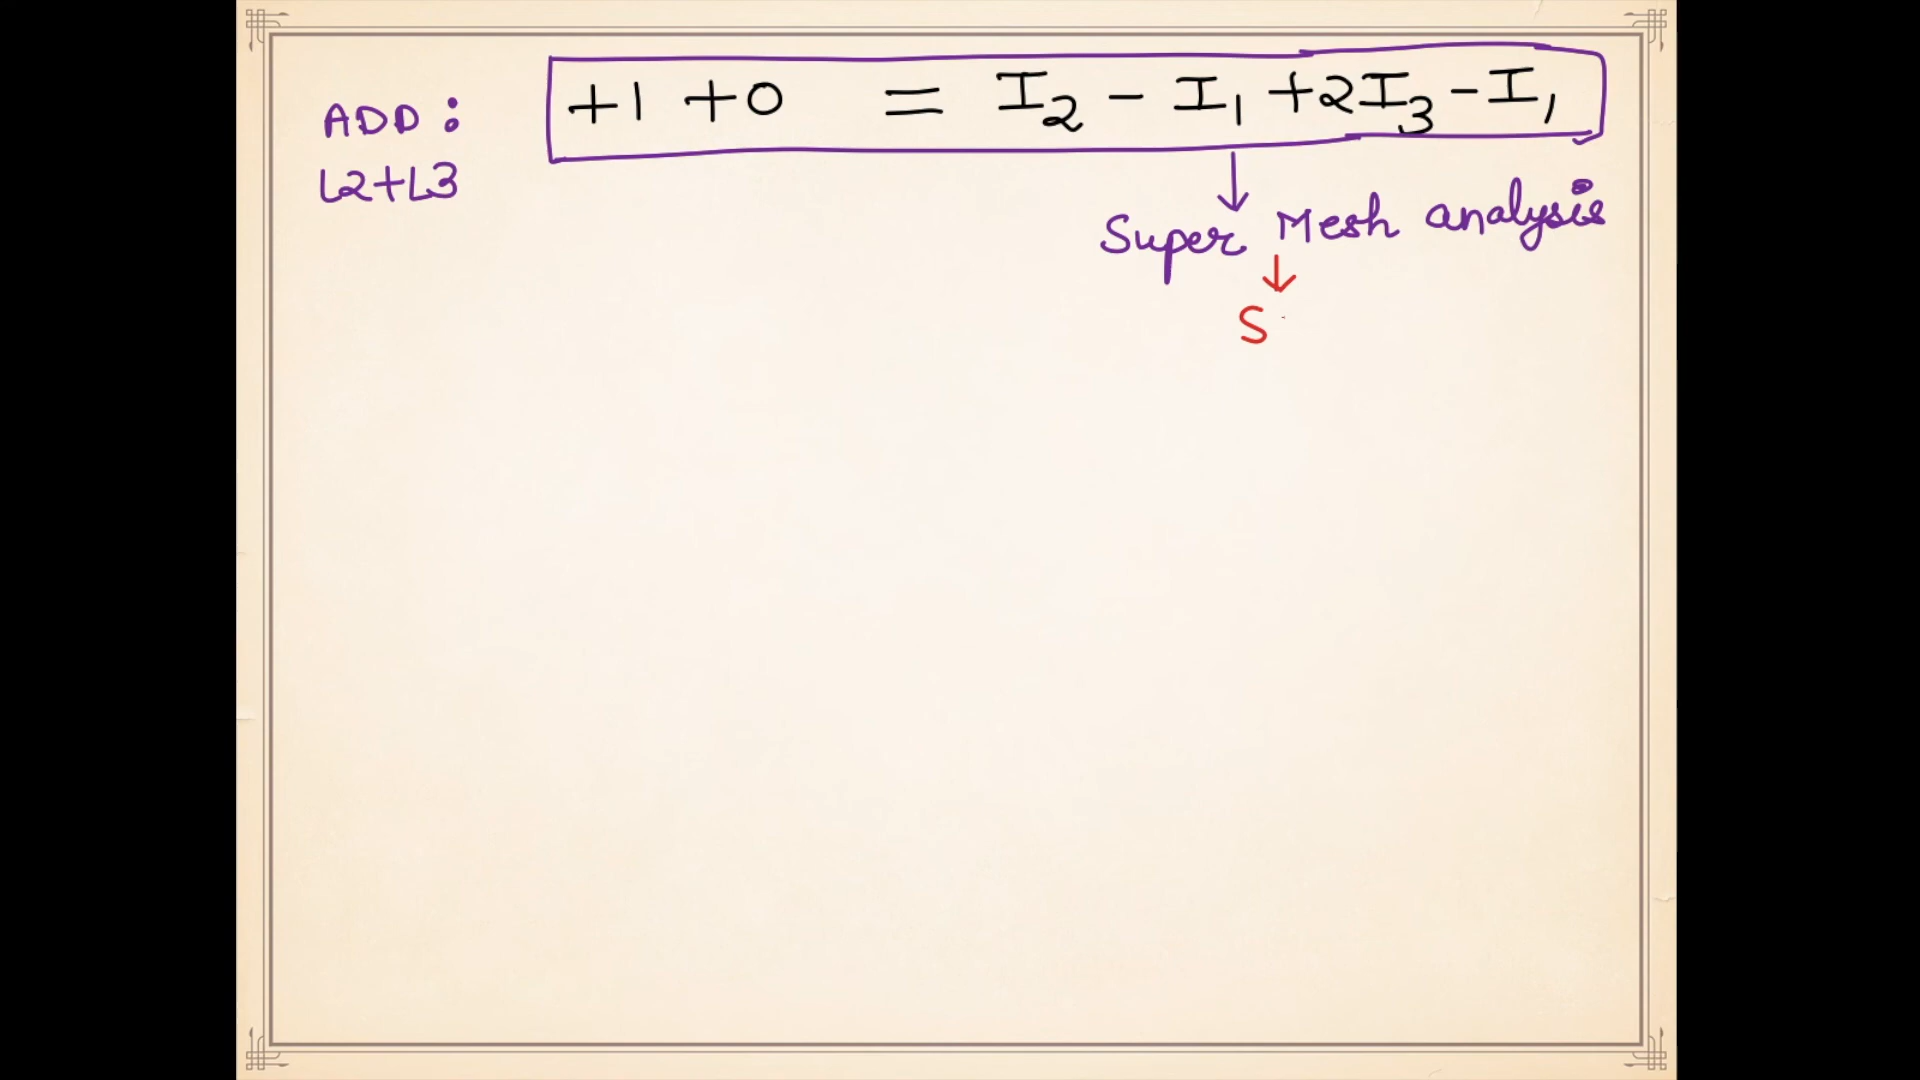 ADD: +1 +0 = I₂ - I₁ +2I₃ -I₁
L2+L3
Super Mesh analysis
S